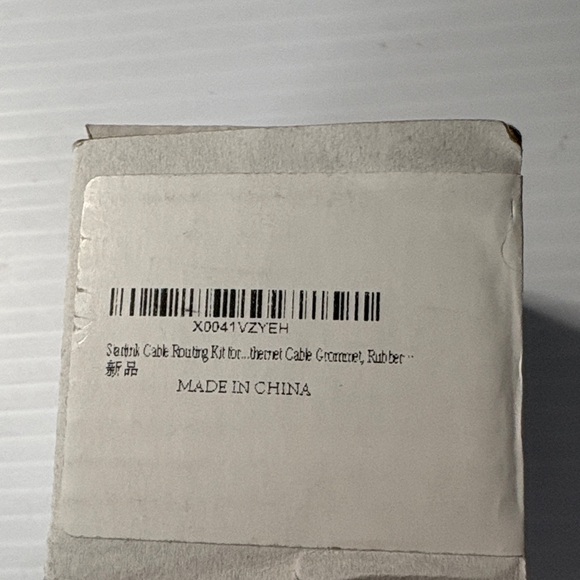 X0041VZYEH
Starlink Cable Routing Kit for...thernet Cable Grommet, Rubber...
新品
MADE IN CHINA